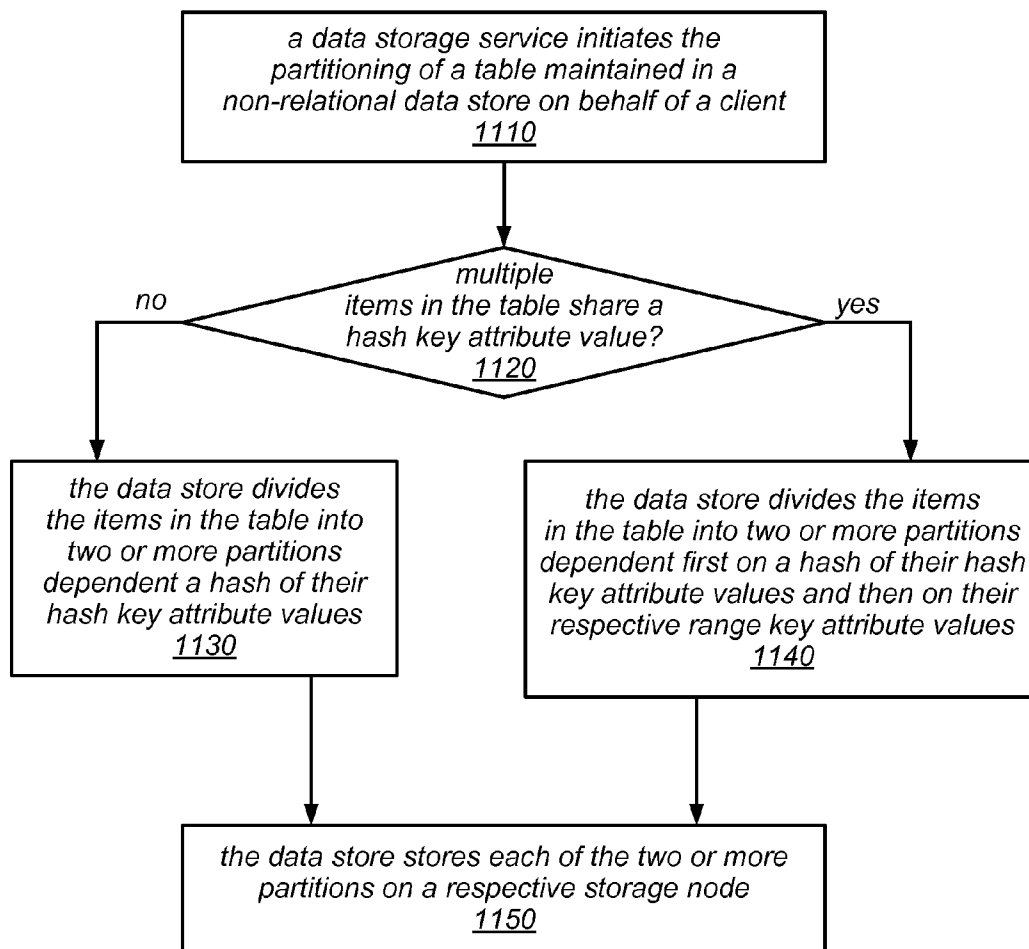 a data storage service initiates the
partitioning of a table maintained in a
non-relational data store on behalf of a client
1110
multiple
items in the table share a
hash key attribute value?
1120
no
yes
the data store divides
the items in the table into
two or more partitions
dependent a hash of their
hash key attribute values
1130
the data store divides the items
in the table into two or more partitions
dependent first on a hash of their hash
key attribute values and then on their
respective range key attribute values
1140
the data store stores each of the two or more
partitions on a respective storage node
1150